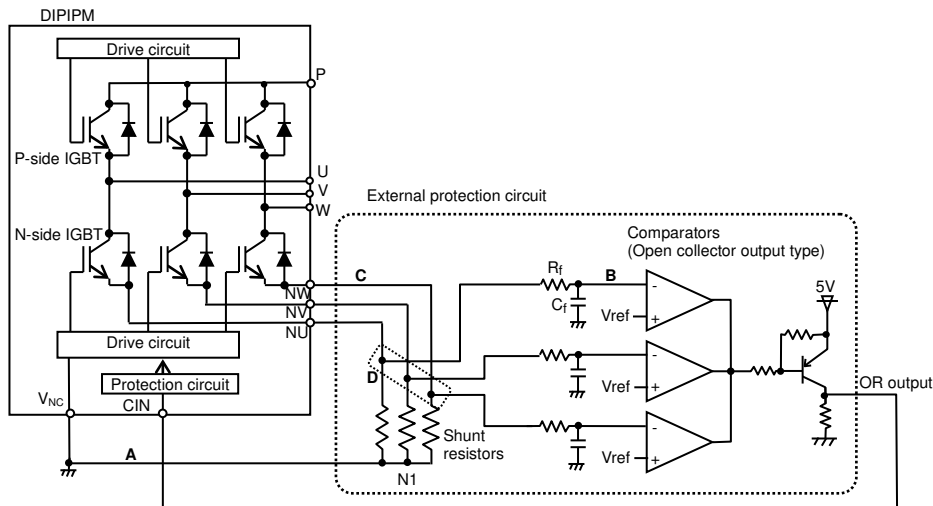 DIPIPM
Drive circuit
P
P-side IGBT
U
V
W
External protection circuit
N-side IGBT
Comparators
(Open collector output type)
C
Rf
B
-
5V
NW
Cf
Vref
+
NV
NU
Drive circuit
-
D
Protection circuit
Vref
+
OR output
VNC
CIN
-
Shunt
resistors
A
Vref
+
N1